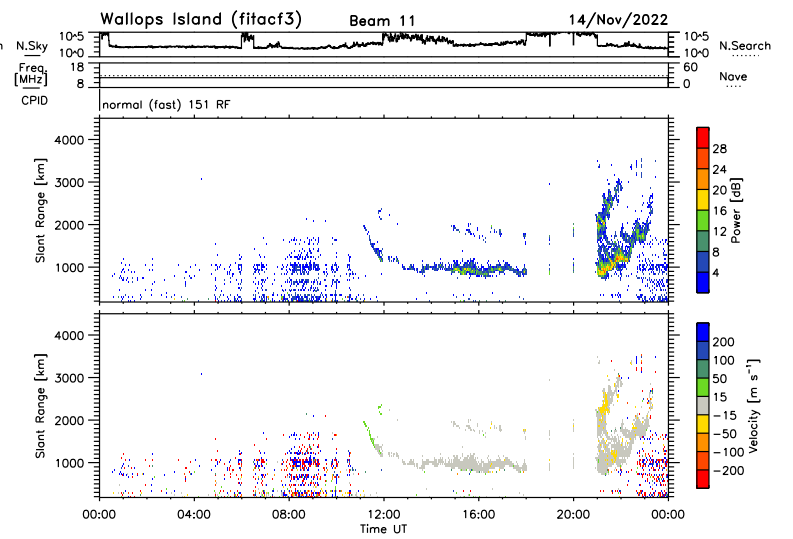 Wallops Island (fitacf3) Beam 11 14/Nov/2022
n N.Sky 10^5 10^0 10^5 10^0 N.Search
Freq. [MHz] 18 8 60 0 Nave
CPID normal (fast) 151 RF
Slant Range [km]
4000
3000
2000
1000
28
24
20
16
12
8
4
Power [dB]
Slant Range [km]
4000
3000
2000
1000
200
100
50
15
-15
-50
-100
-200
Velocity [m s⁻¹]
00:00 04:00 08:00 12:00 16:00 20:00 00:00
Time UT